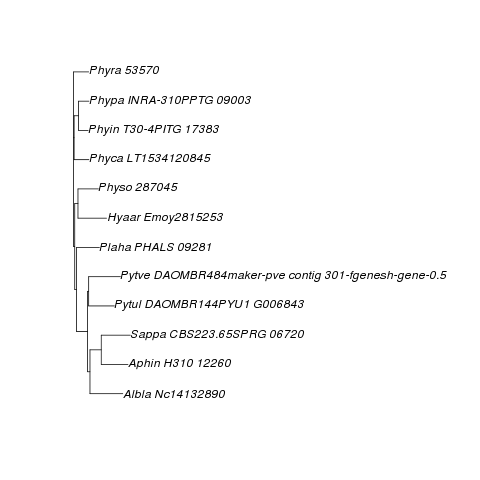 Phyra 53570
Phypa INRA-310PPTG 09003
Phyin T30-4PITG 17383
Phyca LT1534120845
Physo 287045
Hyaar Emoy2815253
Plaha PHALS 09281
Pytve DAOMBR484maker-pve contig 301-fgenesh-gene-0.5
Pytul DAOMBR144PYU1 G006843
Sappa CBS223.65SPRG 06720
Aphin H310 12260
Albla Nc14132890